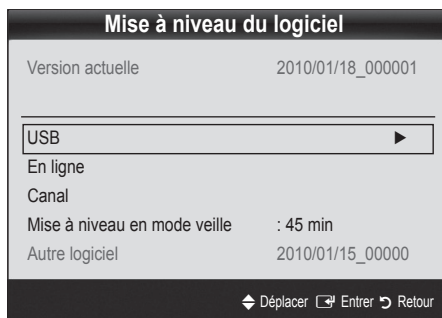 Mise à niveau du logiciel
Version actuelle 2010/01/18_000001
USB ►
En ligne
Canal
Mise à niveau en mode veille : 45 min
Autre logiciel 2010/01/15_00000
Déplacer Entrer Retour